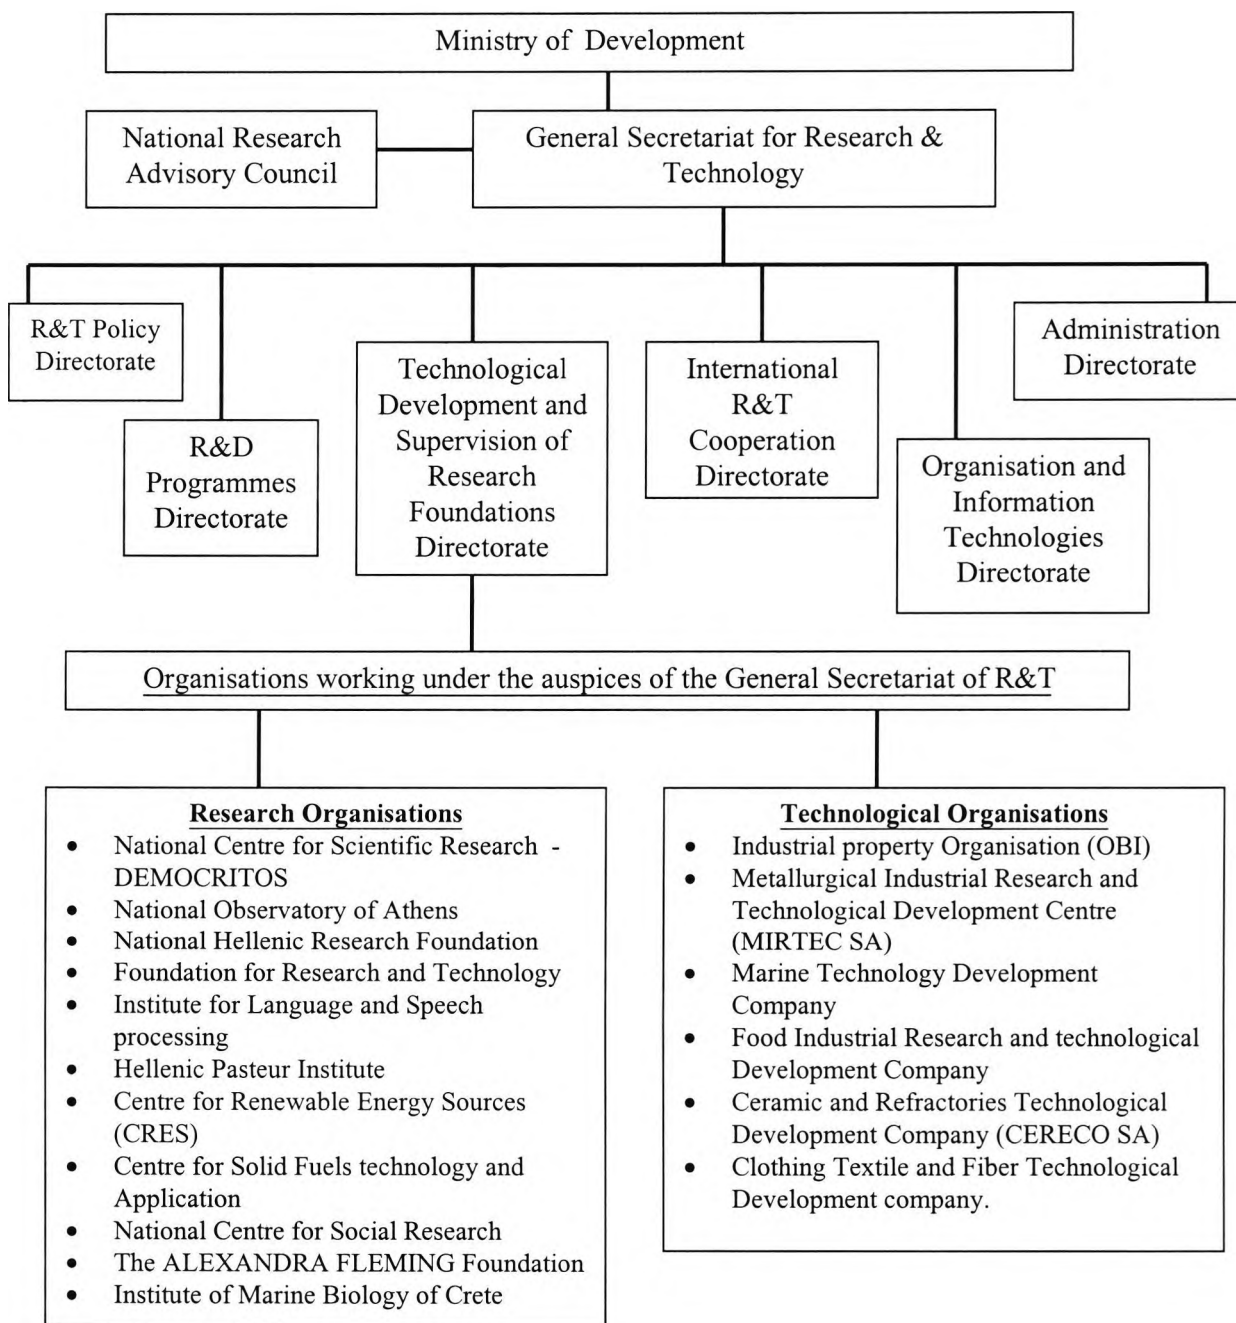 Ministry of Development
National Research
Advisory Council
General Secretariat for Research &
Technology
R&T Policy
Directorate
R&D
Programmes
Directorate
Technological
Development and
Supervision of
Research
Foundations
Directorate
International
R&T
Cooperation
Directorate
Organisation and
Information
Technologies
Directorate
Administration
Directorate
Organisations working under the auspices of the General Secretariat of R&T
Research Organisations
• National Centre for Scientific Research -
DEMOCRITOS
• National Observatory of Athens
• National Hellenic Research Foundation
• Foundation for Research and Technology
• Institute for Language and Speech
processing
• Hellenic Pasteur Institute
• Centre for Renewable Energy Sources
(CRES)
• Centre for Solid Fuels technology and
Application
• National Centre for Social Research
• The ALEXANDRA FLEMING Foundation
• Institute of Marine Biology of Crete
Technological Organisations
• Industrial property Organisation (OBI)
• Metallurgical Industrial Research and
Technological Development Centre
(MIRTEC SA)
• Marine Technology Development
Company
• Food Industrial Research and technological
Development Company
• Ceramic and Refractories Technological
Development Company (CERECO SA)
• Clothing Textile and Fiber Technological
Development company.